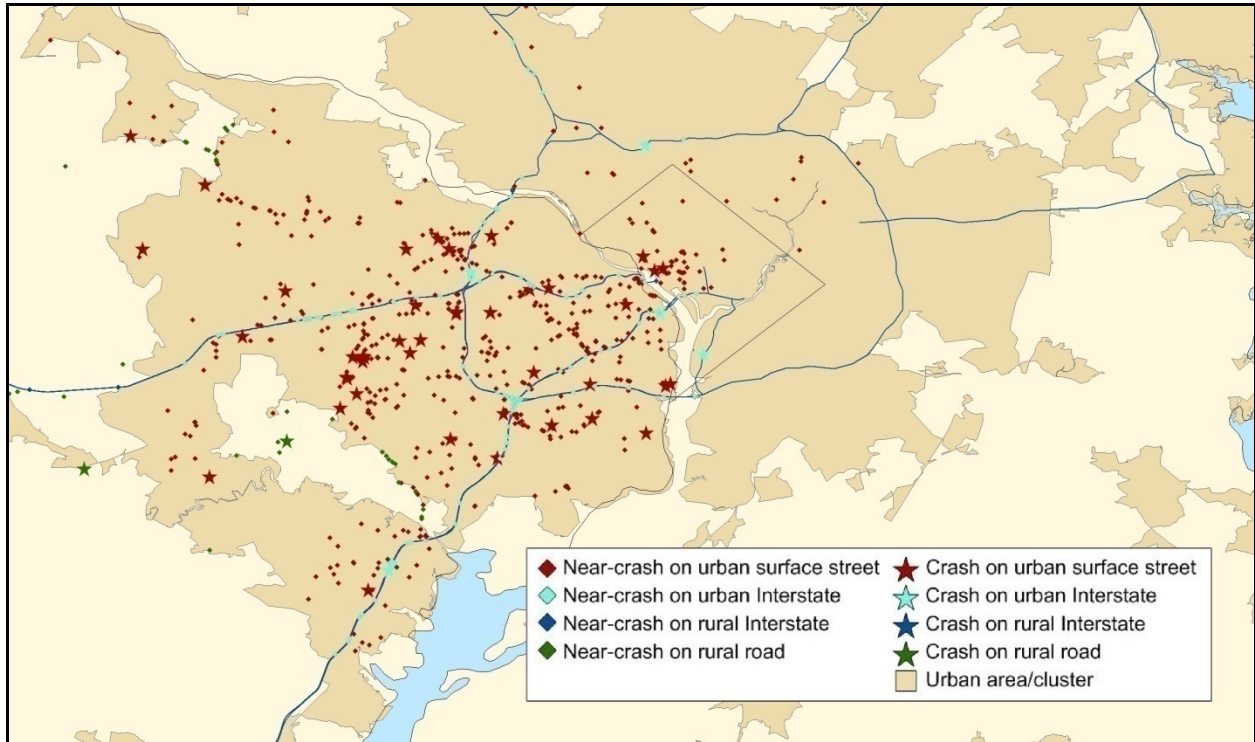 Near-crash on urban surface street
Near-crash on urban Interstate
Near-crash on rural Interstate
Near-crash on rural road
Crash on urban surface street
Crash on urban Interstate
Crash on rural Interstate
Crash on rural road
Urban area/cluster